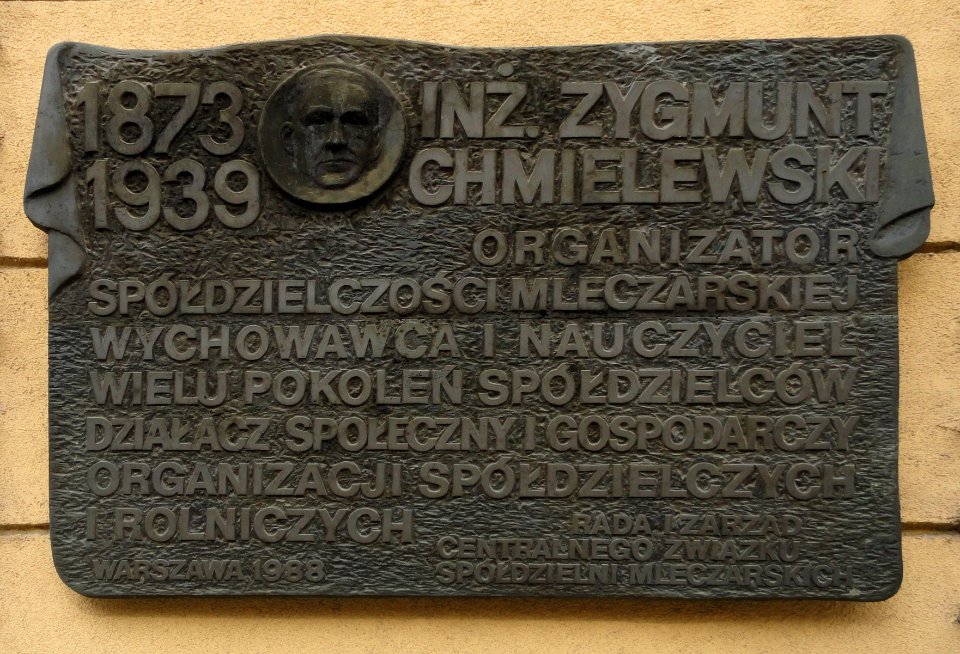 1873
1939
INŻ. ZYGMUNT
CHMIELEWSKI
ORGANIZATOR
SPÓŁDZIELCZOŚCI MLECZARSKIEJ
WYCHOWAWCA I NAUCZYCIEL
WIELU POKOLEŃ SPÓŁDZIELCÓW
DZIAŁACZ SPOŁECZNY I GOSPODARCZY
ORGANIZACJI SPÓŁDZIELCZYCH
I ROLNICZYCH
RADA I ZARZĄD
CENTRALNEGO ZWIĄZKU
SPÓŁDZIELNI MLECZARSKICH
WARSZAWA, 1988